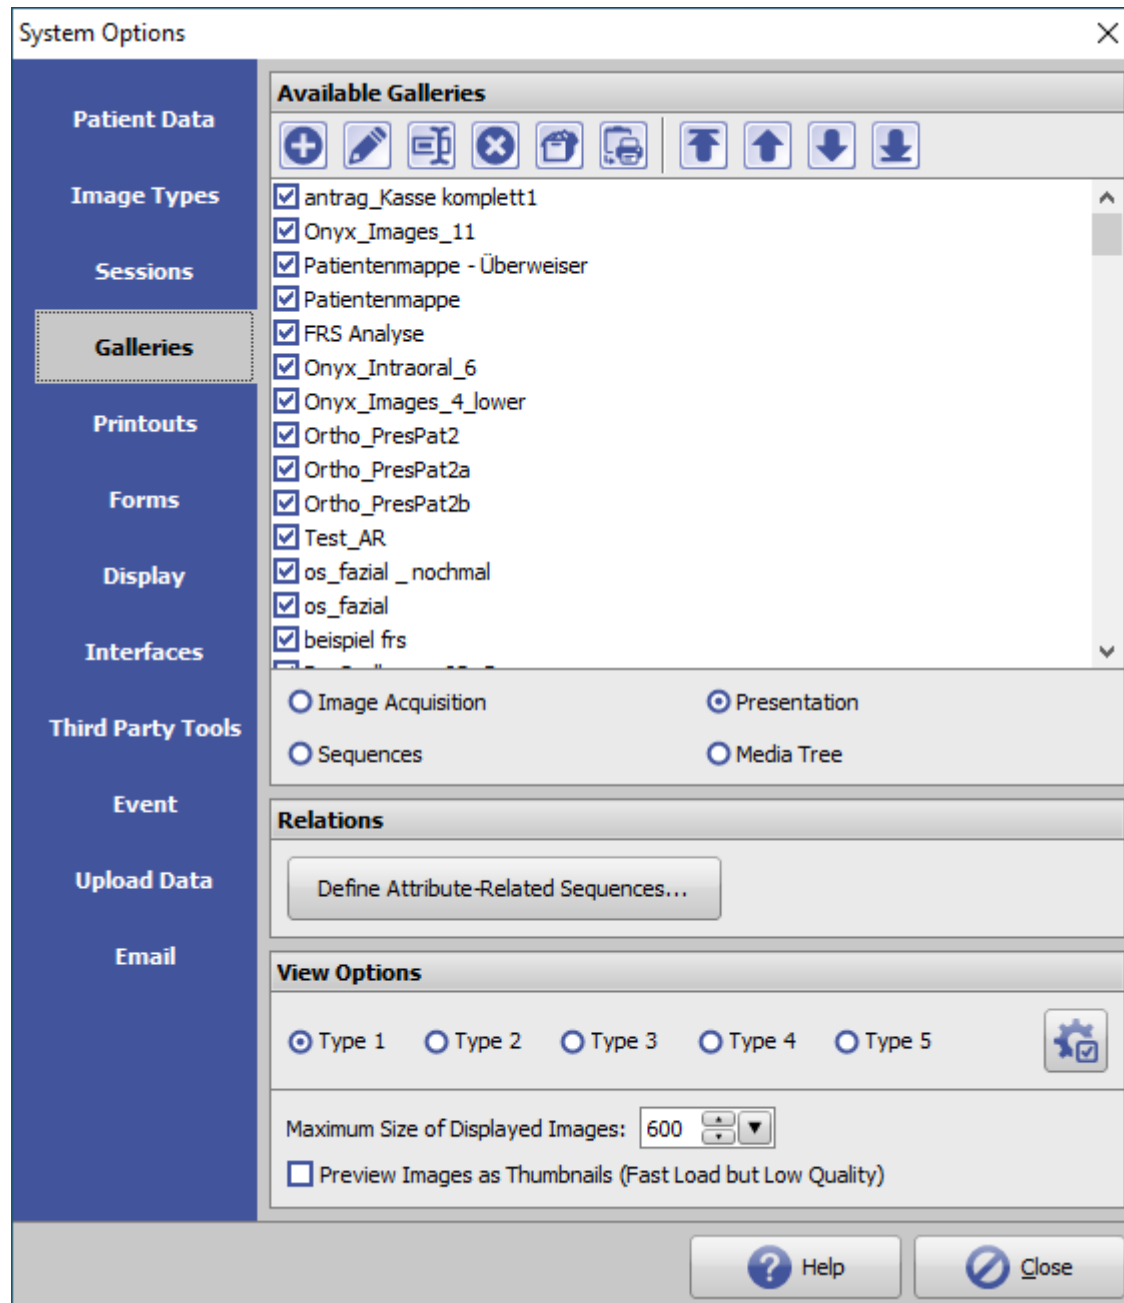 System Options
Patient Data
Image Types
Sessions
Galleries
Printouts
Forms
Display
Interfaces
Third Party Tools
Event
Upload Data
Email
Available Galleries
antrag_Kasse komplett1
Onyx_Images_11
Patientenmappe - Überweiser
Patientenmappe
FRS Analyse
Onyx_Intraoral_6
Onyx_Images_4_lower
Ortho_PresPat2
Ortho_PresPat2a
Ortho_PresPat2b
Test_AR
os_fazial _ nochmal
os_fazial
beispiel frs
Image Acquisition Presentation
Sequences Media Tree
Relations
Define Attribute-Related Sequences...
View Options
Type 1 Type 2 Type 3 Type 4 Type 5
Maximum Size of Displayed Images: 600
Preview Images as Thumbnails (Fast Load but Low Quality)
Help Close